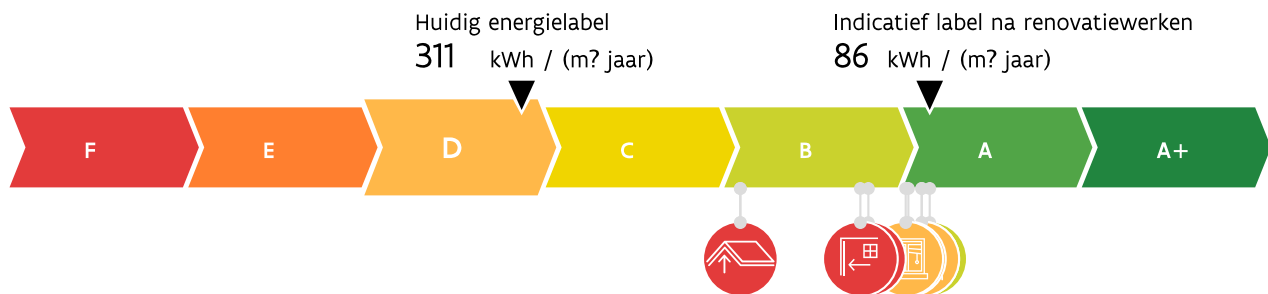 Huidig energielabel
311 kWh / (m? jaar)
Indicatief label na renovatiewerken
86 kWh / (m? jaar)
F E D C B A A+